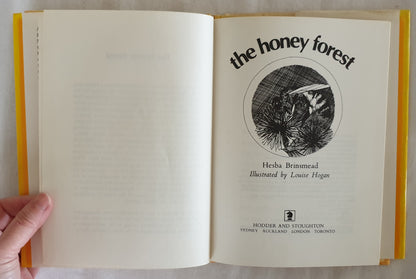 the honey forest
Hesba Brinsmead
Illustrated by Louise Hogan
HODDER AND STOUGHTON
SYDNEY AUCKLAND LONDON TORONTO